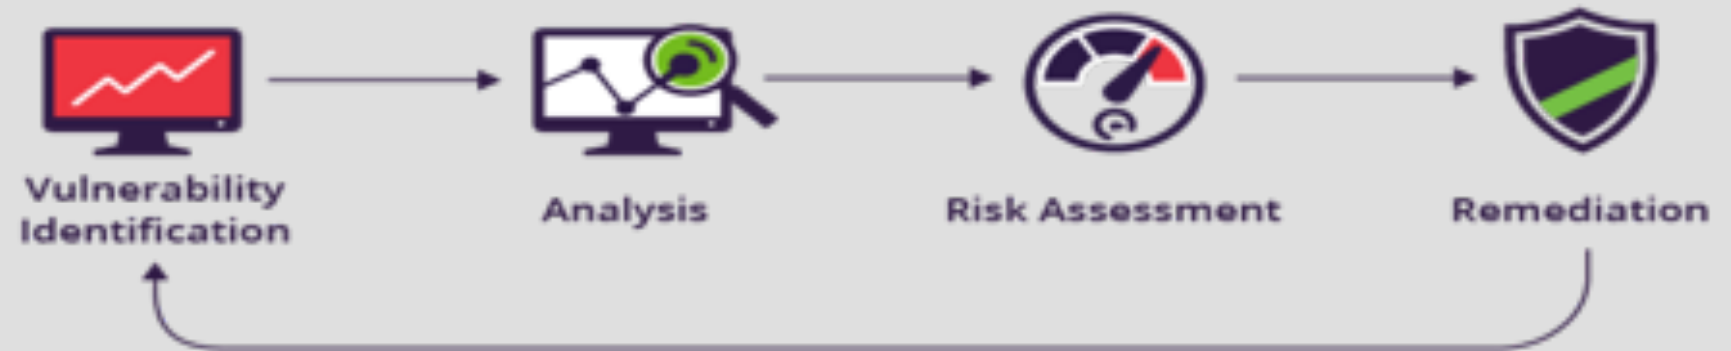 Vulnerability
Identification
Analysis
Risk Assessment
Remediation